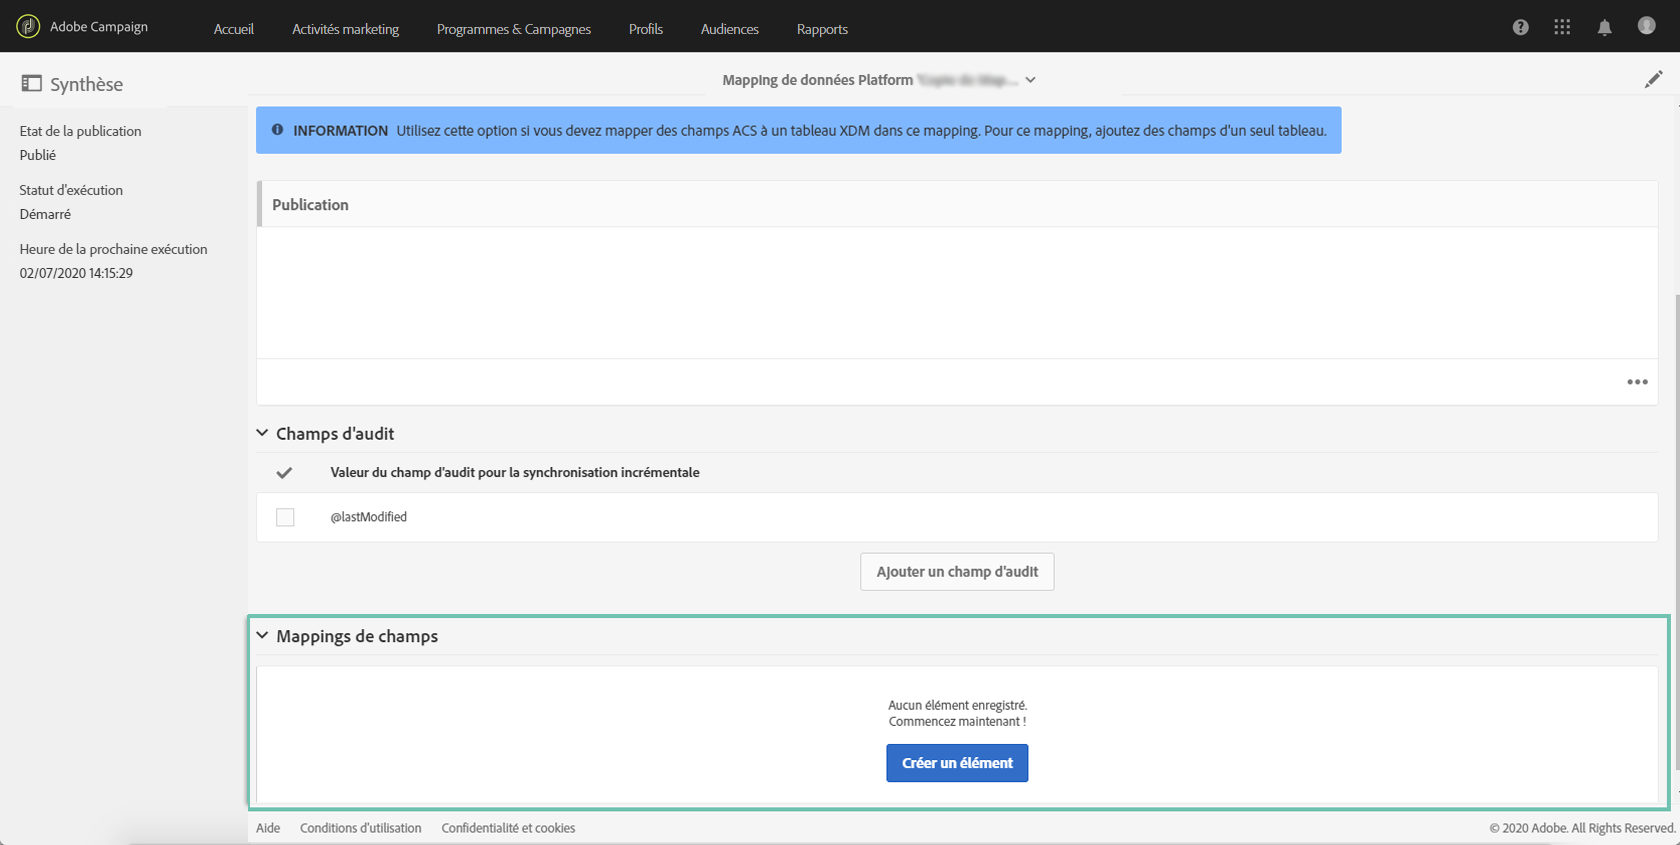 Adobe Campaign
Accueil
Activités marketing
Programmes & Campagnes
Profils
Audiences
Rapports
Synthèse
Mapping de données Platform
Etat de la publication
Publié
Statut d'exécution
Démarré
Heure de la prochaine exécution
02/07/2020 14:15:29
INFORMATION Utilisez cette option si vous devez mapper des champs ACS à un tableau XDM dans ce mapping. Pour ce mapping, ajoutez des champs d'un seul tableau.
Publication
Champs d'audit
Valeur du champ d'audit pour la synchronisation incrémentale
@lastModified
Ajouter un champ d'audit
Mappings de champs
Aucun élément enregistré.
Commencez maintenant !
Créer un élément
Aide
Conditions d'utilisation
Confidentialité et cookies
© 2020 Adobe. All Rights Reserved.